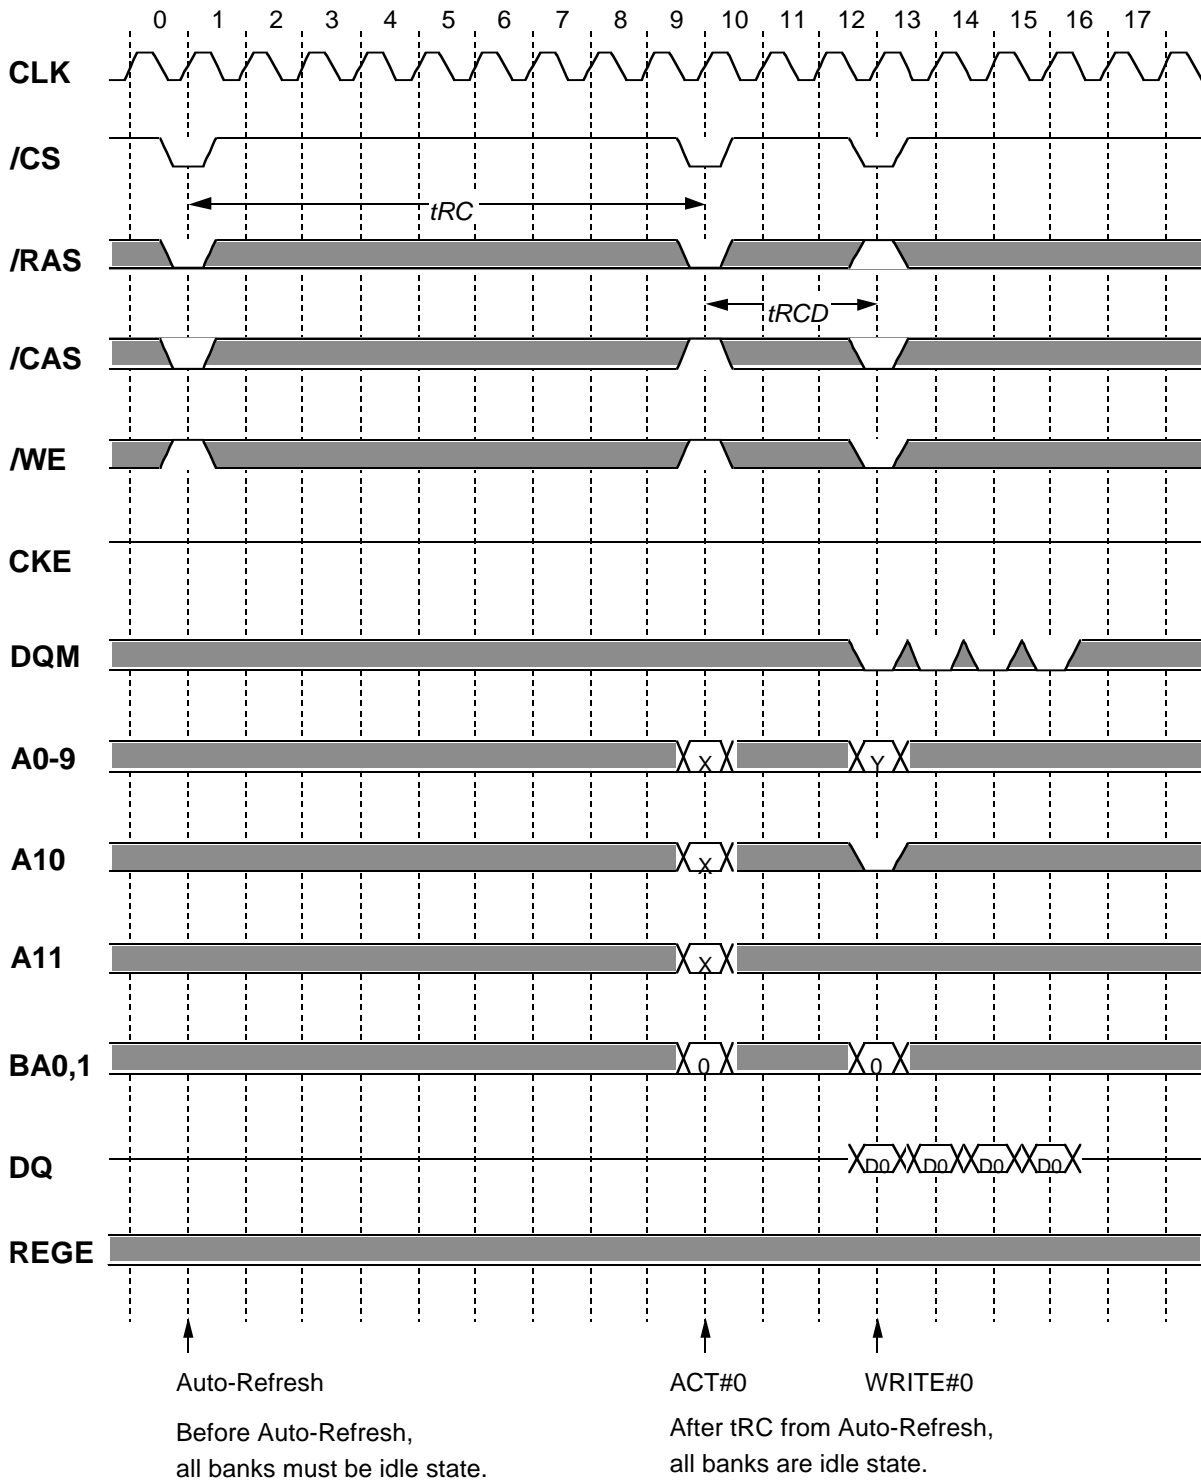 0 1 2 3 4 5 6 7 8 9 10 11 12 13 14 15 16 17
CLK
/CS
tRC
/RAS
tRCD
/CAS
/WE
CKE
DQM
A0-9 X Y
A10 X
A11 X
BA0,1 0 0
DQ D0 D0 D0 D0
REGE
Auto-Refresh ACT#0 WRITE#0
Before Auto-Refresh,
all banks must be idle state.
After tRC from Auto-Refresh,
all banks are idle state.